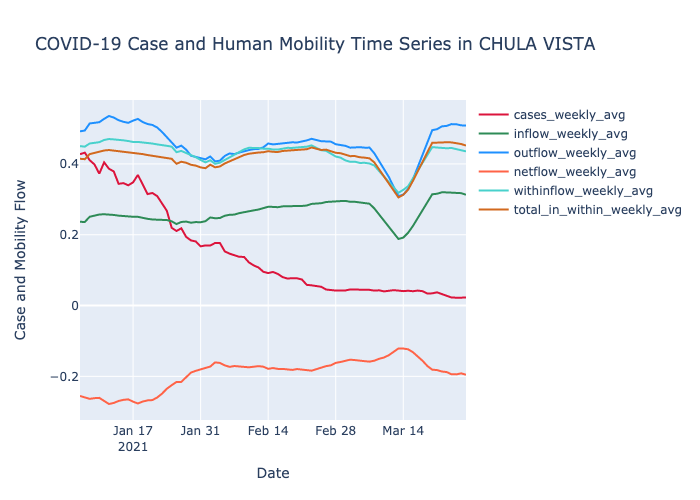 COVID-19 Case and Human Mobility Time Series in CHULA VISTA
cases_weekly_avg
inflow_weekly_avg
outflow_weekly_avg
netflow_weekly_avg
withinflow_weekly_avg
total_in_within_weekly_avg
Case and Mobility Flow
0.4
0.2
0
−0.2
Jan 17
2021
Jan 31
Feb 14
Feb 28
Mar 14
Date